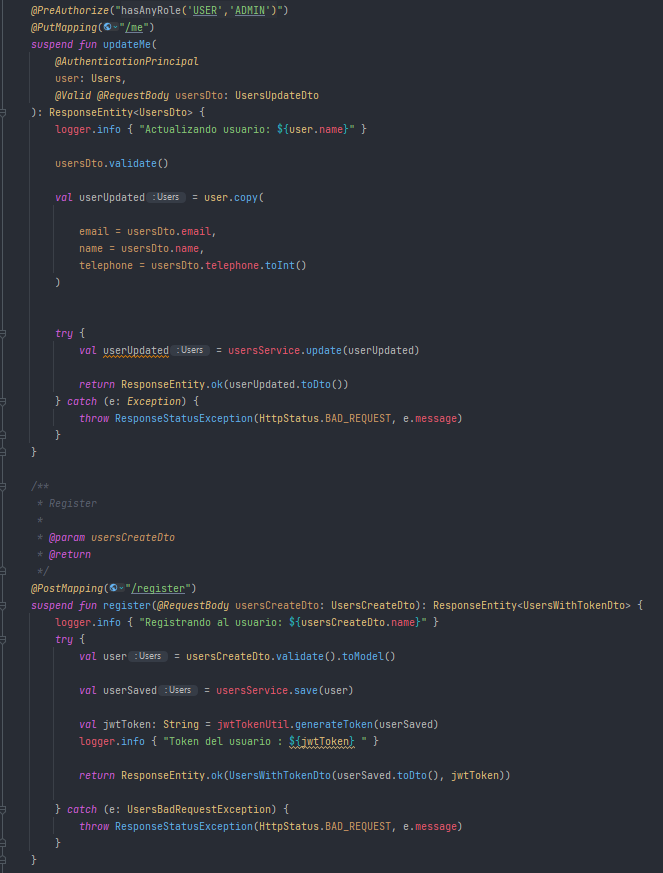 @PreAuthorize("hasAnyRole('USER','ADMIN')")
@PutMapping("/me")
suspend fun updateMe(
    @AuthenticationPrincipal
    user: Users,
    @Valid @RequestBody usersDto: UsersUpdateDto
): ResponseEntity<UsersDto> {
    logger.info { "Actualizando usuario: ${user.name}" }

    usersDto.validate()

    val userUpdated : Users = user.copy(

        email = usersDto.email,
        name = usersDto.name,
        telephone = usersDto.telephone.toInt()
    )


    try {
        val userUpdated : Users = usersService.update(userUpdated)

        return ResponseEntity.ok(userUpdated.toDto())
    } catch (e: Exception) {
        throw ResponseStatusException(HttpStatus.BAD_REQUEST, e.message)
    }
}

/**
 * Register
 *
 * @param usersCreateDto
 * @return
 */
@PostMapping("/register")
suspend fun register(@RequestBody usersCreateDto: UsersCreateDto): ResponseEntity<UsersWithTokenDto> {
    logger.info { "Registrando al usuario: ${usersCreateDto.name}" }
    try {
        val user : Users = usersCreateDto.validate().toModel()

        val userSaved : Users = usersService.save(user)

        val jwtToken: String = jwtTokenUtil.generateToken(userSaved)
        logger.info { "Token del usuario : ${jwtToken} " }

        return ResponseEntity.ok(UsersWithTokenDto(userSaved.toDto(), jwtToken))

    } catch (e: UsersBadRequestException) {
        throw ResponseStatusException(HttpStatus.BAD_REQUEST, e.message)
    }
}